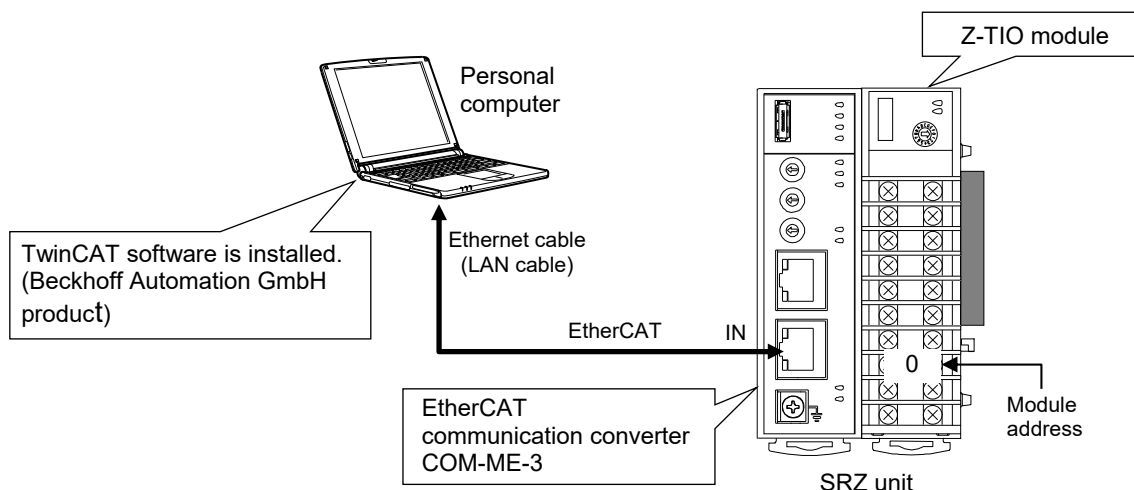 Z-TIO module
Personal
computer
TwinCAT software is installed.
(Beckhoff Automation GmbH
product)
Ethernet cable
(LAN cable)
EtherCAT
IN
0
Module
address
EtherCAT
communication converter
COM-ME-3
SRZ unit